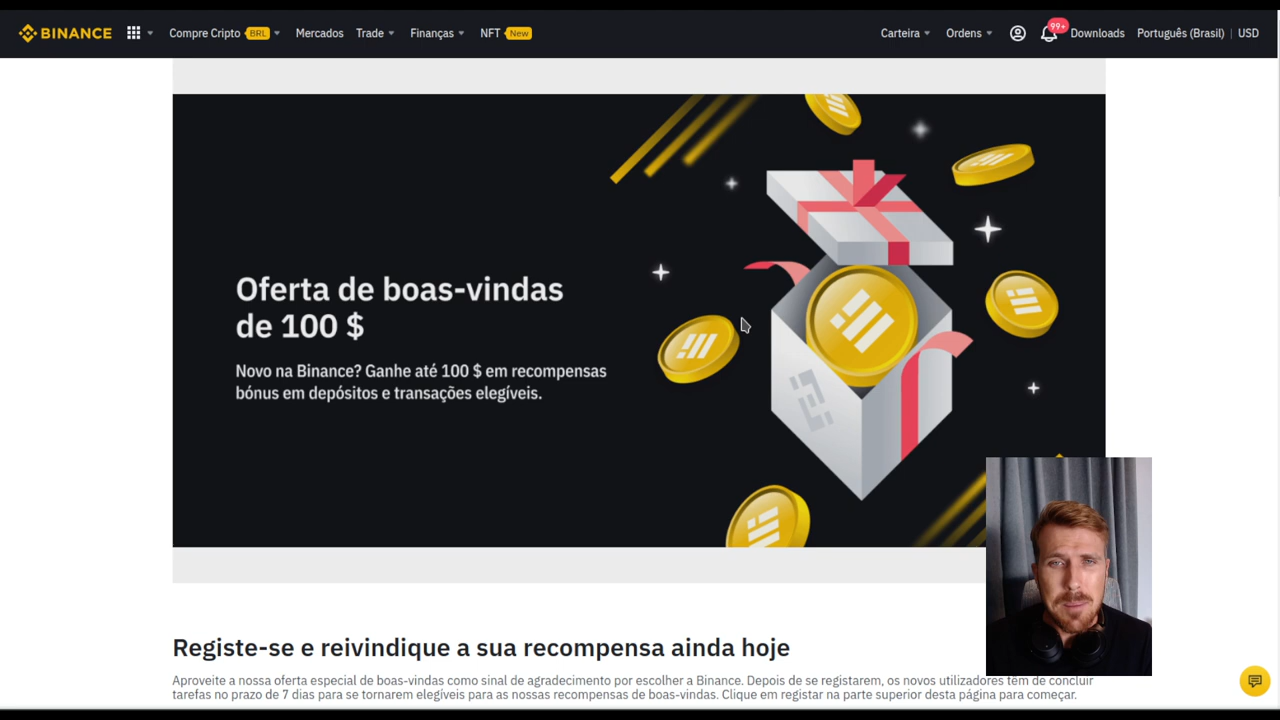 BINANCE
Compre Cripto BRL
Mercados
Trade
Finanças
NFT New
Carteira
Ordens
99+
Downloads
Português (Brasil) | USD
Oferta de boas-vindas
de 100 $
Novo na Binance? Ganhe até 100 $ em recompensas
bónus em depósitos e transações elegíveis.
Registe-se e reivindique a sua recompensa ainda hoje
Aproveite a nossa oferta especial de boas-vindas como sinal de agradecimento por escolher a Binance. Depois de se registarem, os novos utilizadores têm de concluir
tarefas no prazo de 7 dias para se tornarem elegíveis para as nossas recompensas de boas-vindas. Clique em registar na parte superior desta página para começar.